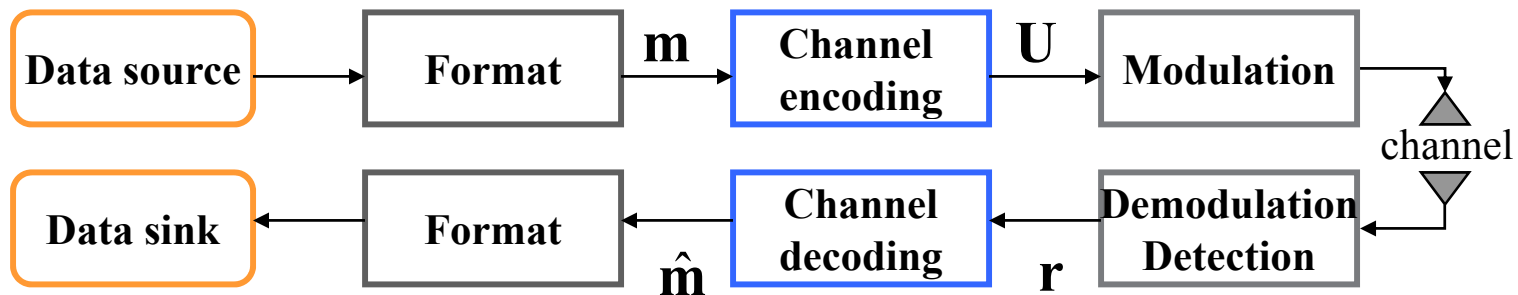 Data source
Format
m
Channel
encoding
U
Modulation
channel
Data sink
Format
m̂
Channel
decoding
r
Demodulation
Detection